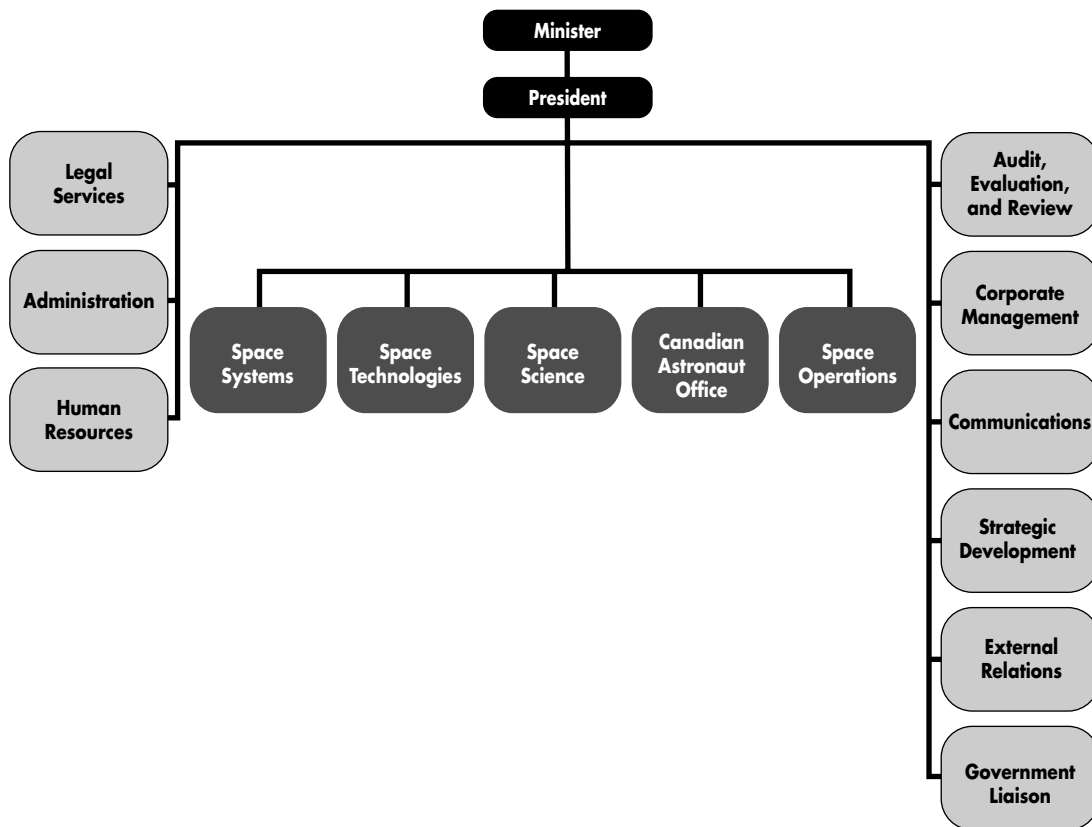 Minister
President
Legal
Services
Administration
Human
Resources
Space
Systems
Space
Technologies
Space
Science
Canadian
Astronaut
Office
Space
Operations
Audit,
Evaluation,
and Review
Corporate
Management
Communications
Strategic
Development
External
Relations
Government
Liaison